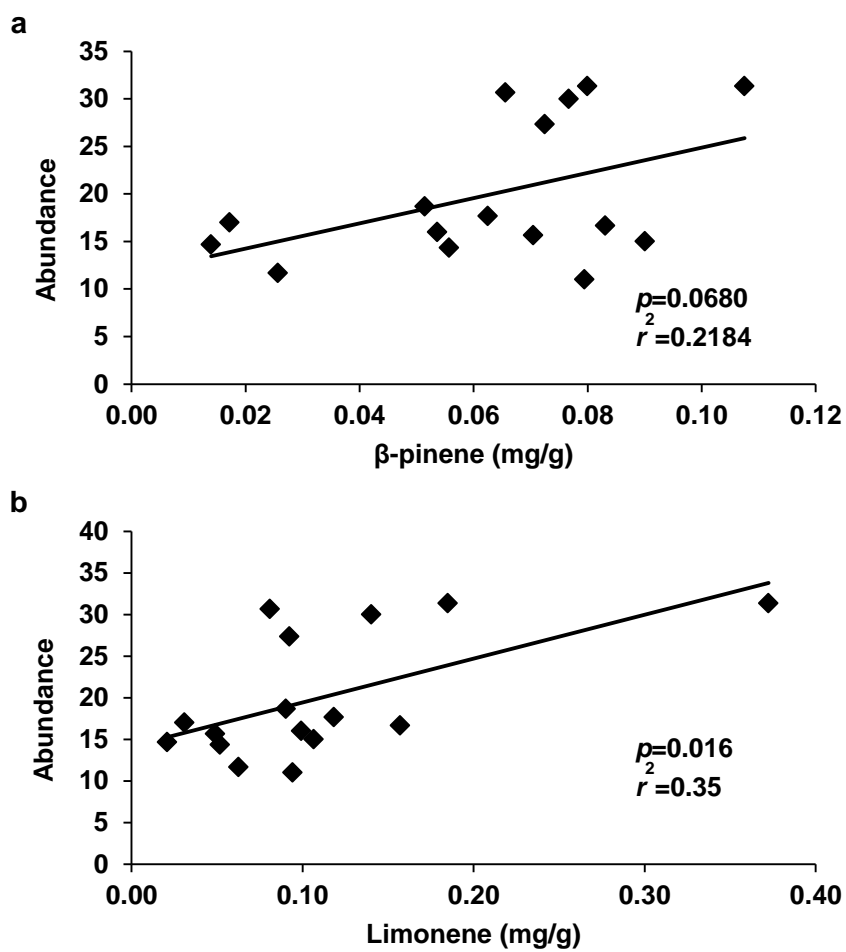 a
35
30
25
20
15
10
5
0
Abundance
p=0.0680
r²=0.2184
0.00 0.02 0.04 0.06 0.08 0.10 0.12
β-pinene (mg/g)
b
40
35
30
25
20
15
10
5
0
Abundance
p=0.016
r²=0.35
0.00 0.10 0.20 0.30 0.40
Limonene (mg/g)